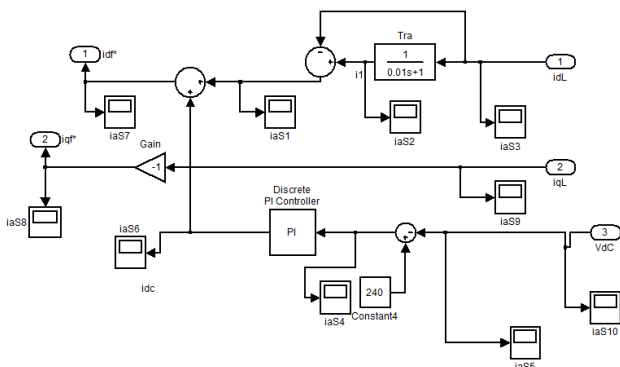 Tra
1
idf*
1
0.01s+1
1
idL
i1
iaS7
iaS1
iaS2
iaS3
2
iqf*
Gain
-1
2
iqL
iaS8
iaS9
Discrete
PI Controller
iaS6
PI
3
VdC
idc
240
iaS4
Constant4
iaS10
iaS5